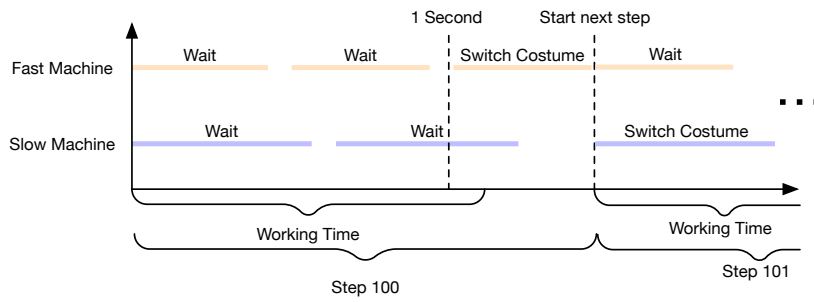 1 Second
Start next step
Fast Machine
Wait
Wait
Switch Costume
Wait
Slow Machine
Wait
Wait
Switch Costume
Working Time
Working Time
Step 100
Step 101